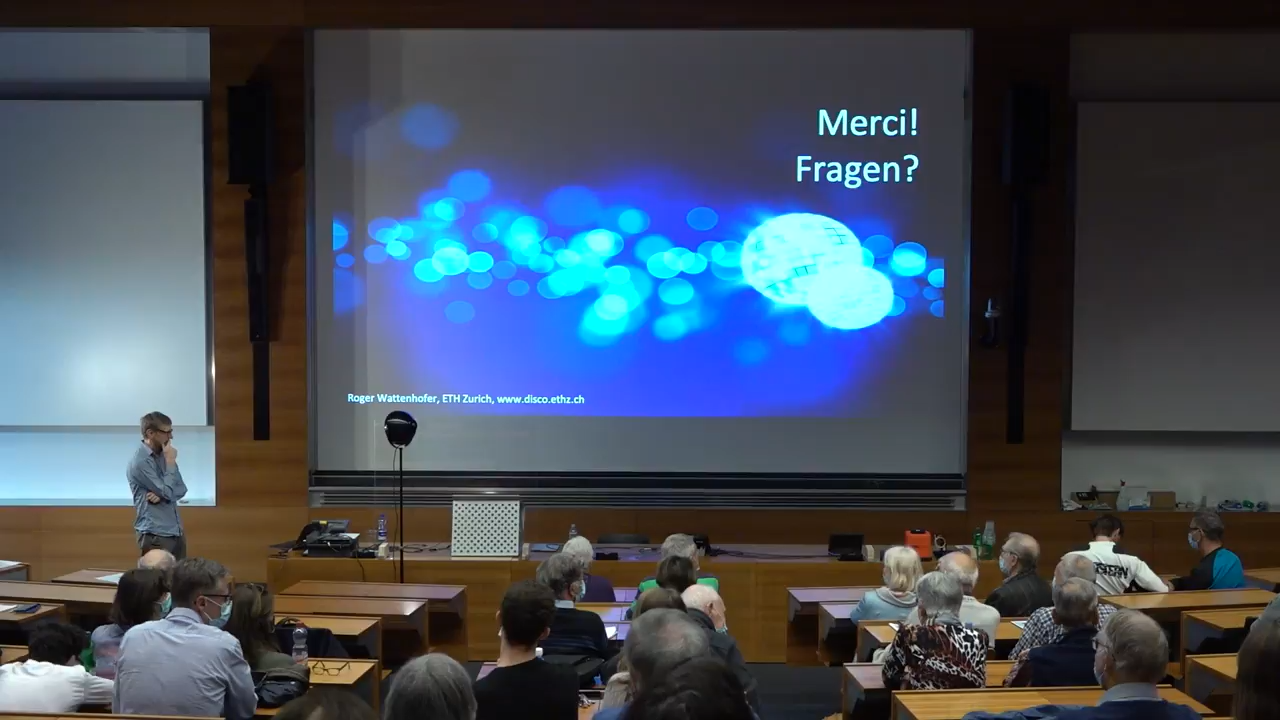 Merci!
Fragen?
Roger Wattenhofer, ETH Zurich, www.disco.ethz.ch